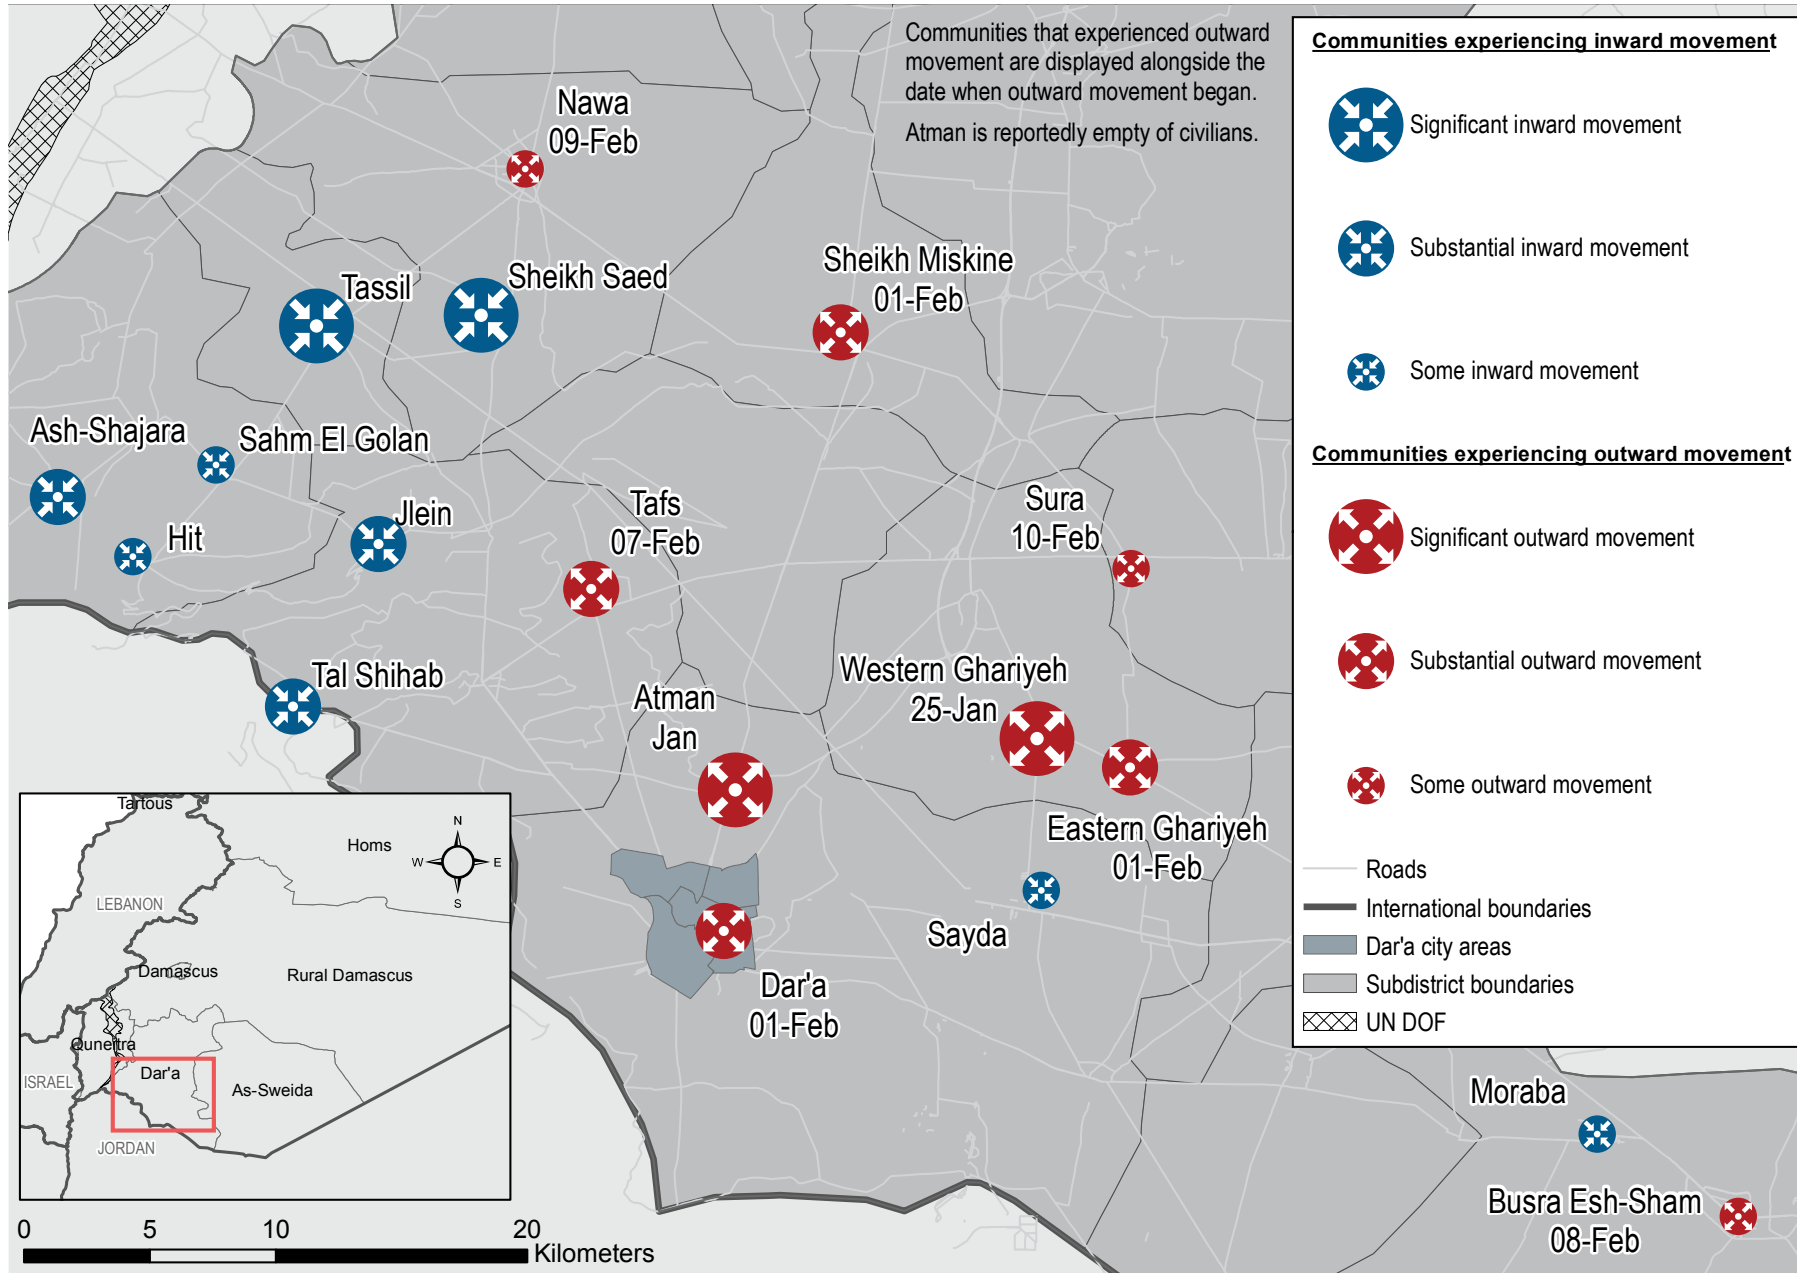 Communities that experienced outward
movement are displayed alongside the
date when outward movement began.
Atman is reportedly empty of civilians.
Nawa
09-Feb
Tassil
Sheikh Saed
Sheikh Miskine
01-Feb
Ash-Shajara
Sahm El Golan
Hit
Jlein
Tafs
07-Feb
Sura
10-Feb
Tal Shihab
Atman
Jan
Western Ghariyeh
25-Jan
Eastern Ghariyeh
01-Feb
Sayda
Dar'a
01-Feb
Moraba
Busra Esh-Sham
08-Feb
Communities experiencing inward movement
Significant inward movement
Substantial inward movement
Some inward movement
Communities experiencing outward movement
Significant outward movement
Substantial outward movement
Some outward movement
Roads
International boundaries
Dar'a city areas
Subdistrict boundaries
UN DOF
Tartous
Homs
N
W
E
S
LEBANON
Damascus
Rural Damascus
Quneitra
ISRAEL
Dar'a
As-Sweida
JORDAN
0 5 10 20
Kilometers